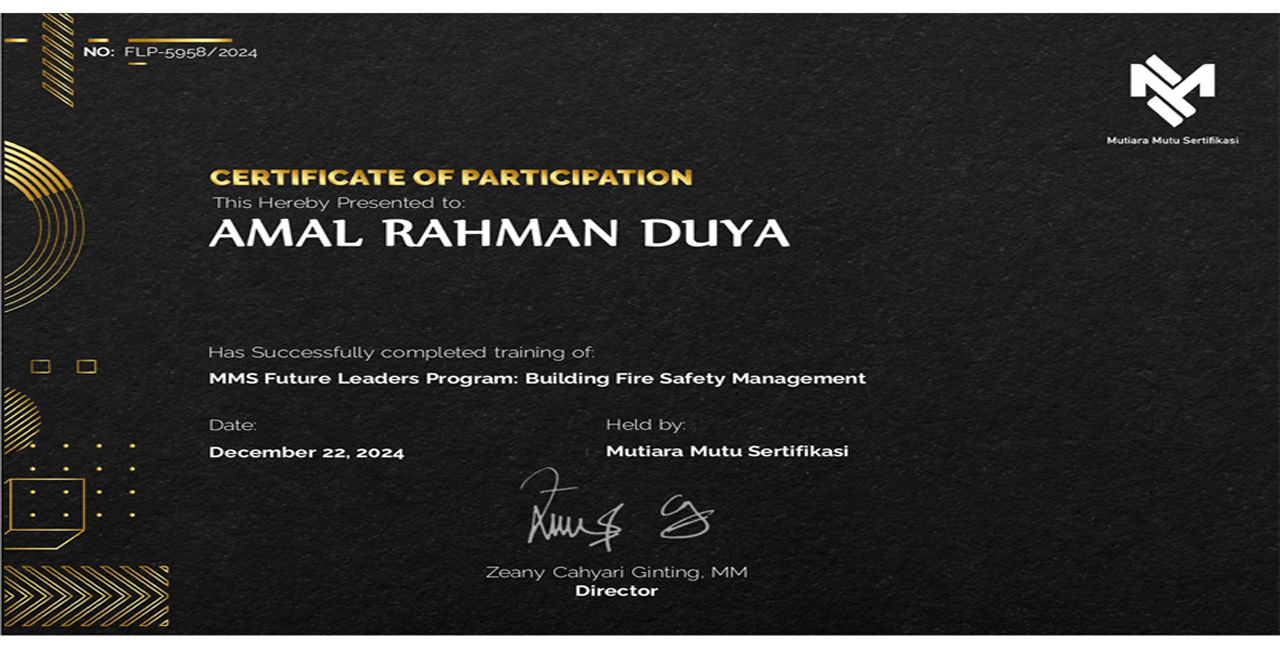 NO: FLP-5958/2024
Mutiara Mutu Sertifikasi
CERTIFICATE OF PARTICIPATION
This Hereby Presented to:
AMAL RAHMAN DUYA
Has Successfully completed training of:
MMS Future Leaders Program: Building Fire Safety Management
Date:
December 22, 2024
Held by:
Mutiara Mutu Sertifikasi
Zeany Cahyari Ginting, MM
Director